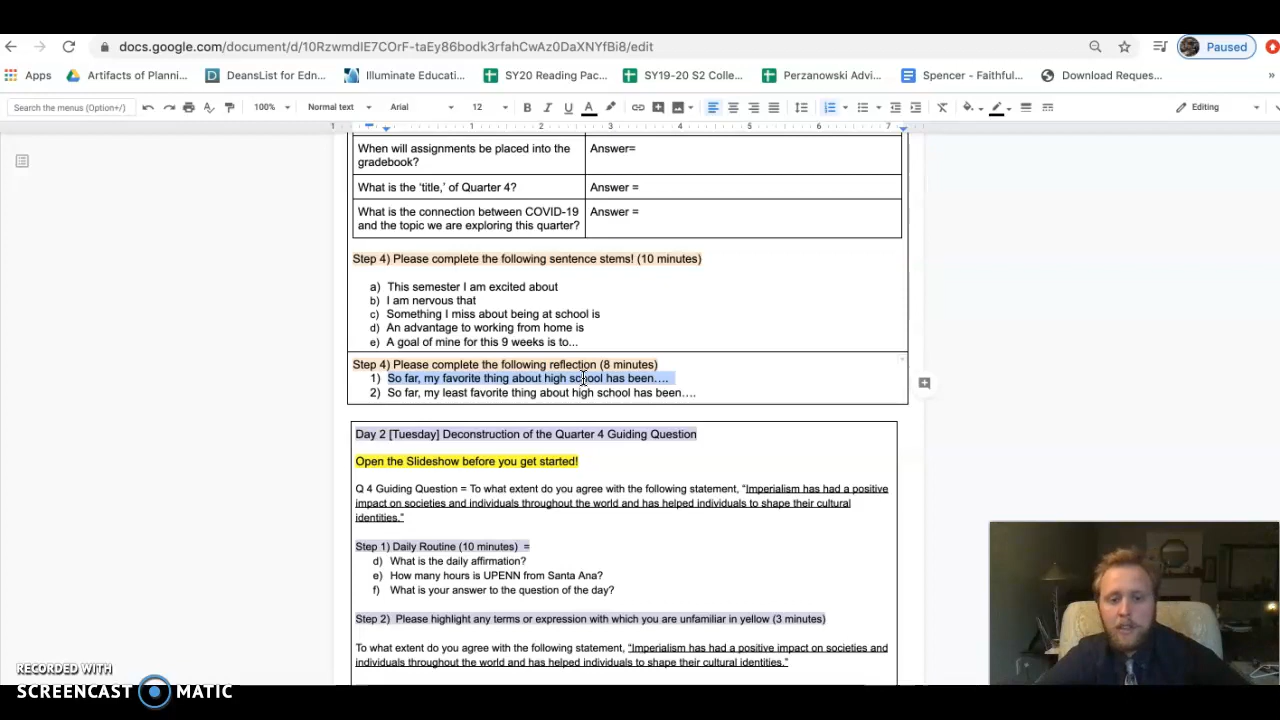 docs.google.com/document/d/10RzwmdIE7COrF-taEy86bodk3rfahCwAz0DaXNYfBi8/edit
Paused
Apps
Artifacts of Planni...
DeansList for Edn...
Illuminate Educati...
SY20 Reading Pac...
SY19-20 S2 Colle...
Perzanowski Advi...
Spencer - Faithful...
Download Reques...
»
Search the menus (Option+/)
100%
Normal text
Arial
12
B I U A
Editing
1 1 2 3 4 5 6 7
When will assignments be placed into the
gradebook?
Answer=
What is the ‘title,’ of Quarter 4?
Answer =
What is the connection between COVID-19
and the topic we are exploring this quarter?
Answer =
Step 4) Please complete the following sentence stems! (10 minutes)
a) This semester I am excited about
b) I am nervous that
c) Something I miss about being at school is
d) An advantage to working from home is
e) A goal of mine for this 9 weeks is to...
Step 4) Please complete the following reflection (8 minutes)
1) So far, my favorite thing about high school has been….
2) So far, my least favorite thing about high school has been….
Day 2 [Tuesday] Deconstruction of the Quarter 4 Guiding Question
Open the Slideshow before you get started!
Q 4 Guiding Question = To what extent do you agree with the following statement, “Imperialism has had a positive
impact on societies and individuals throughout the world and has helped individuals to shape their cultural
identities.”
Step 1) Daily Routine (10 minutes) =
d) What is the daily affirmation?
e) How many hours is UPENN from Santa Ana?
f) What is your answer to the question of the day?
Step 2) Please highlight any terms or expression with which you are unfamiliar in yellow (3 minutes)
To what extent do you agree with the following statement, “Imperialism has had a positive impact on societies and
individuals throughout the world and has helped individuals to shape their cultural identities.”
RECORDED WITH
SCREENCAST MATIC